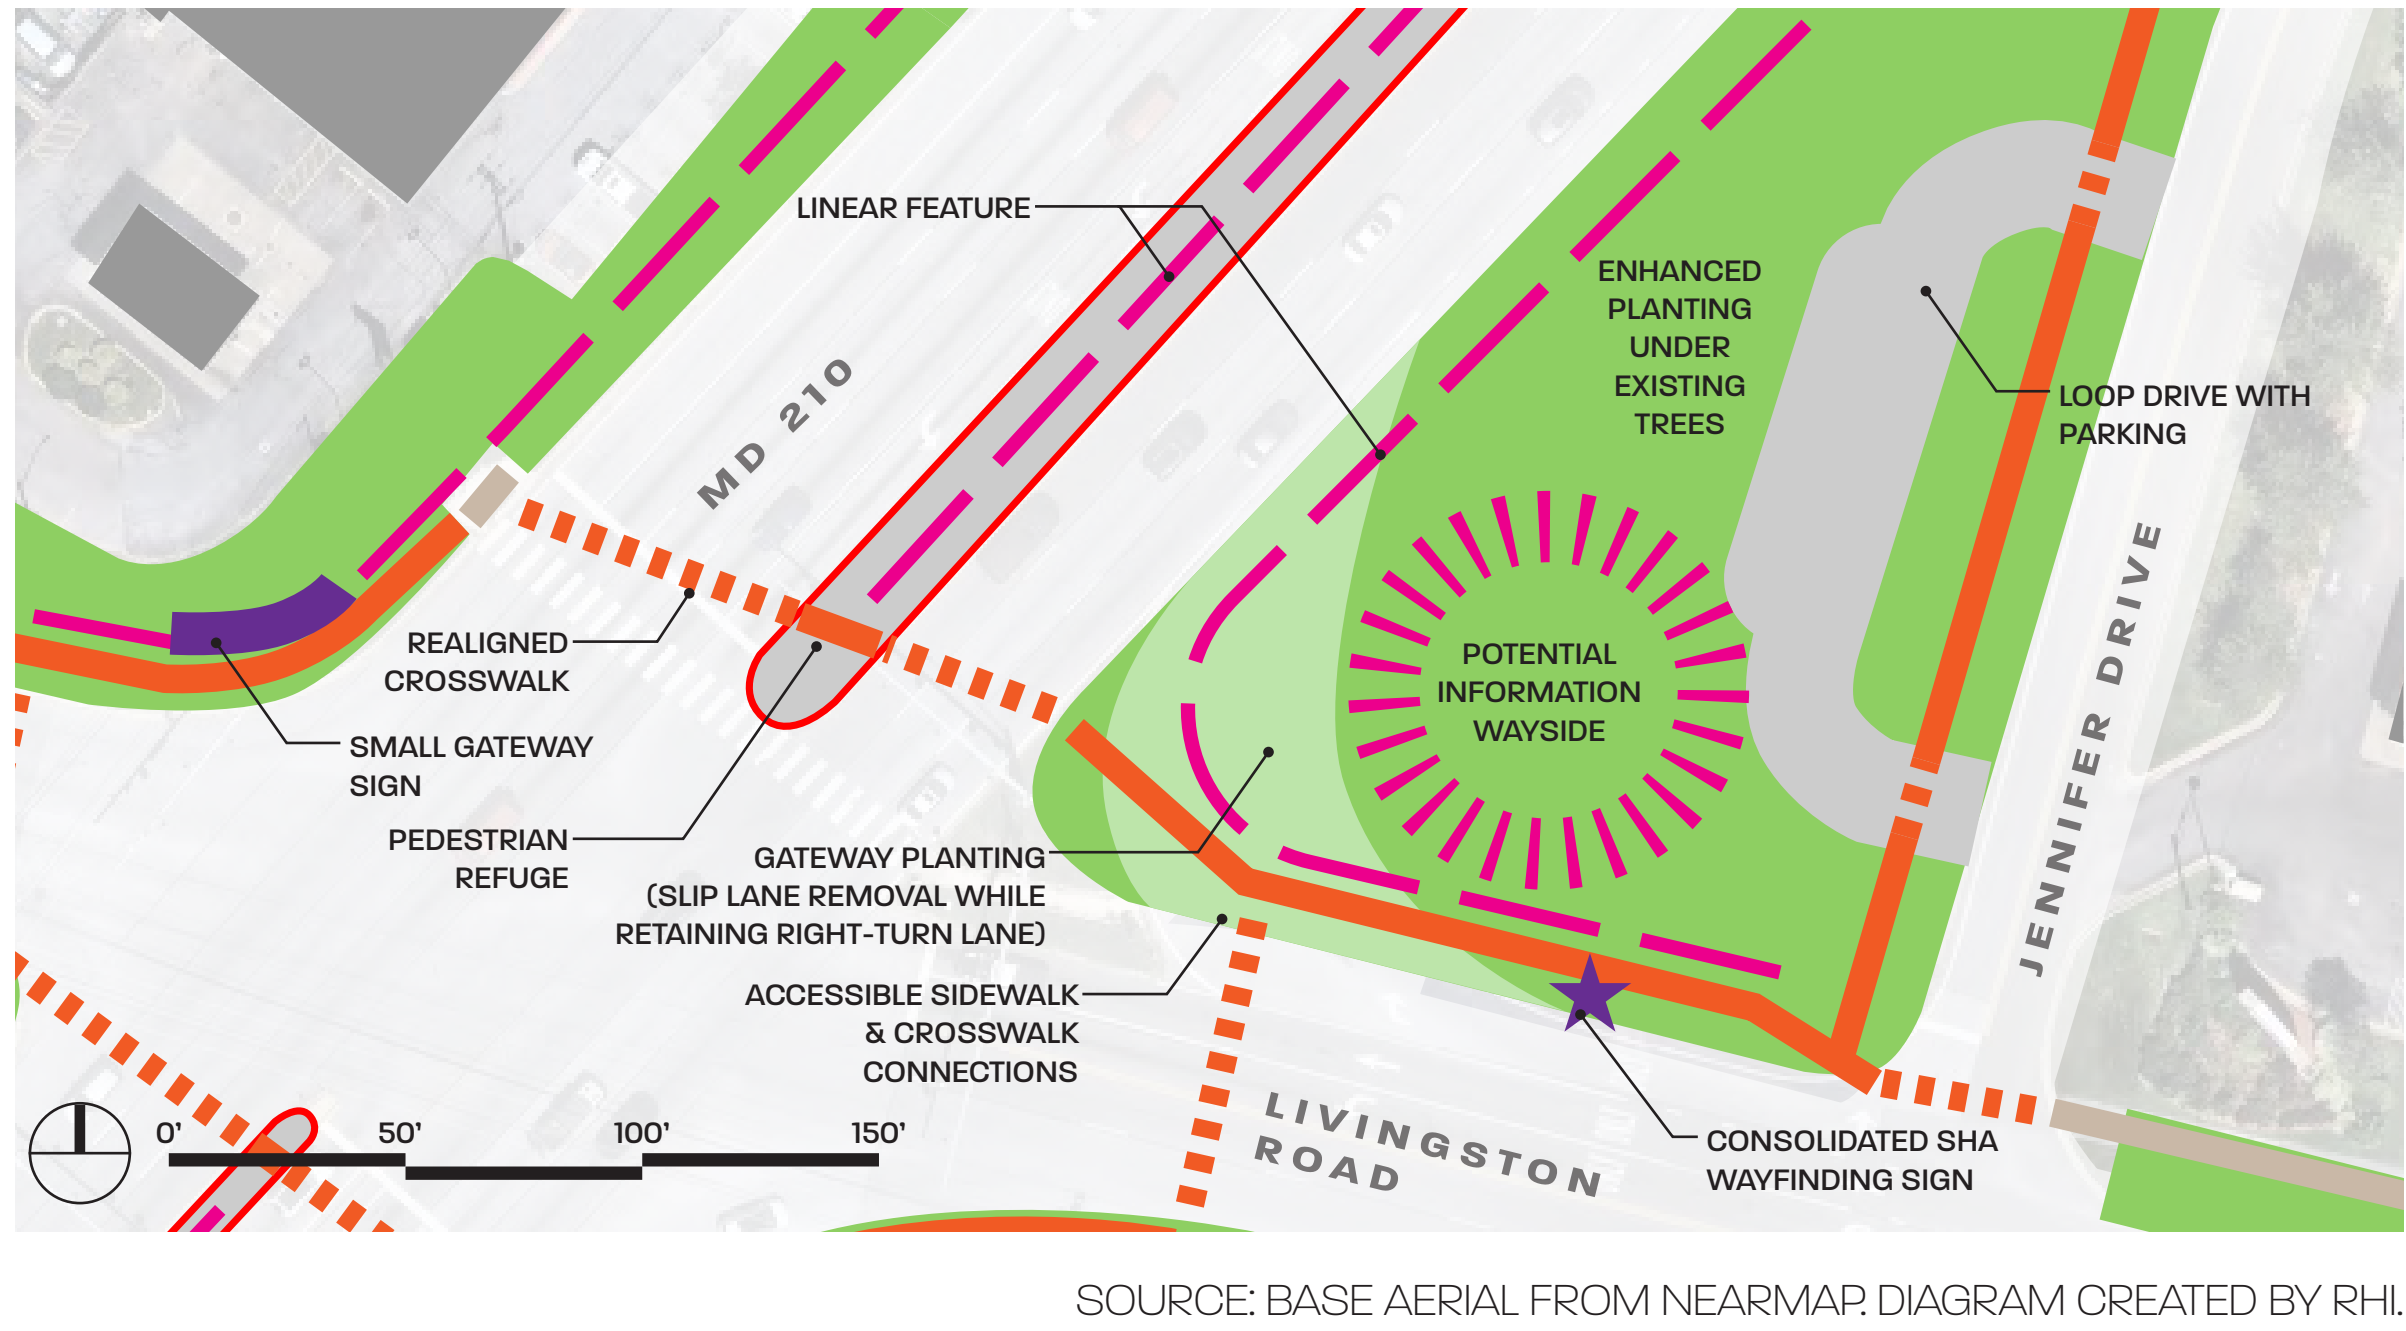 LINEAR FEATURE
ENHANCED
PLANTING
UNDER
EXISTING
TREES
MD 210
LOOP DRIVE WITH
PARKING
REALIGNED
CROSSWALK
POTENTIAL
INFORMATION
WAYSIDE
JENNIFER DRIVE
SMALL GATEWAY
SIGN
PEDESTRIAN
REFUGE
GATEWAY PLANTING
(SLIP LANE REMOVAL WHILE
RETAINING RIGHT-TURN LANE)
ACCESSIBLE SIDEWALK
& CROSSWALK
CONNECTIONS
0' 50' 100' 150'
LIVINGSTON
ROAD
CONSOLIDATED SHA
WAYFINDING SIGN
SOURCE: BASE AERIAL FROM NEARMAP. DIAGRAM CREATED BY RHI.